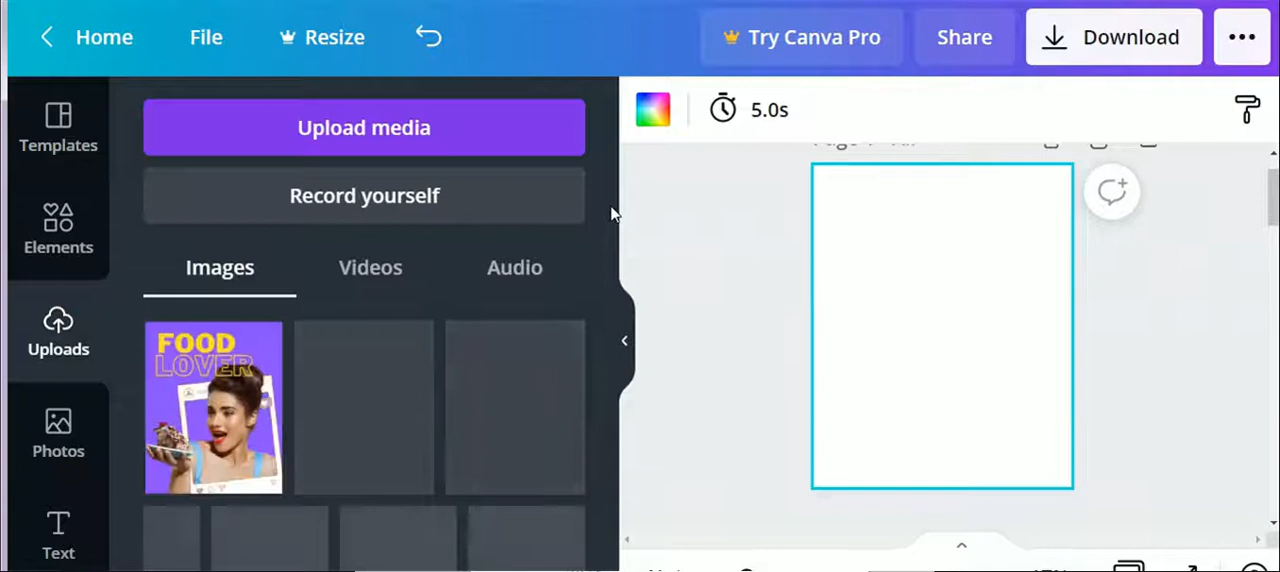 Home File Resize Try Canva Pro Share Download
Templates
Elements
Uploads
Photos
Text
Upload media
Record yourself
Images Videos Audio
FOOD
LOVER
5.0s